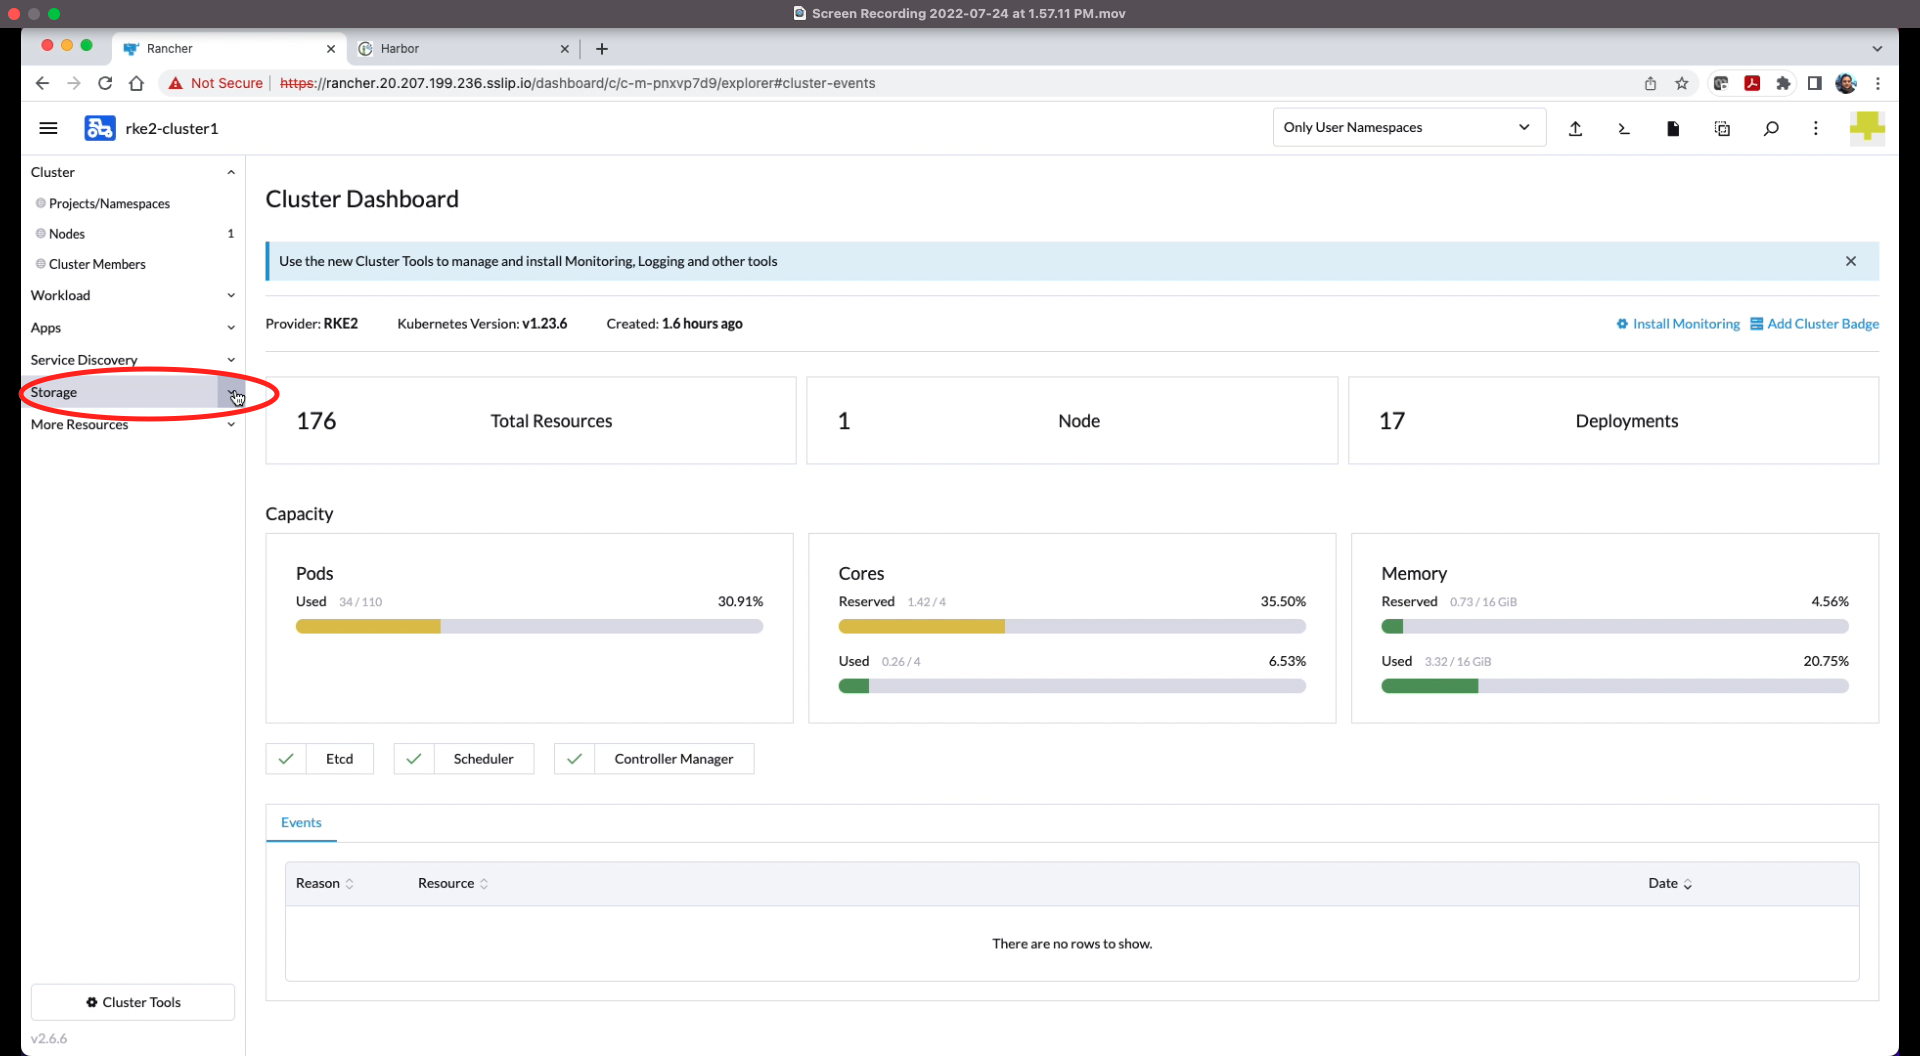 Screen Recording 2022-07-24 at 1.57.11 PM.mov
Rancher
Harbor
Not Secure
https://rancher.20.207.199.236.sslip.io/dashboard/c/c-m-pnxvp7d9/explorer#cluster-events
rke2-cluster1
Only User Namespaces
Cluster
Projects/Namespaces
Nodes 1
Cluster Members
Workload
Apps
Service Discovery
Storage
More Resources
Cluster Tools
v2.6.6
Cluster Dashboard
Use the new Cluster Tools to manage and install Monitoring, Logging and other tools
Provider: RKE2 Kubernetes Version: v1.23.6 Created: 1.6 hours ago
Install Monitoring Add Cluster Badge
176 Total Resources
1 Node
17 Deployments
Capacity
Pods
Used 34/110 30.91%
Cores
Reserved 1.42/4 35.50%
Used 0.26/4 6.53%
Memory
Reserved 0.73/16 GiB 4.56%
Used 3.32/16 GiB 20.75%
Etcd
Scheduler
Controller Manager
Events
Reason Resource Date
There are no rows to show.